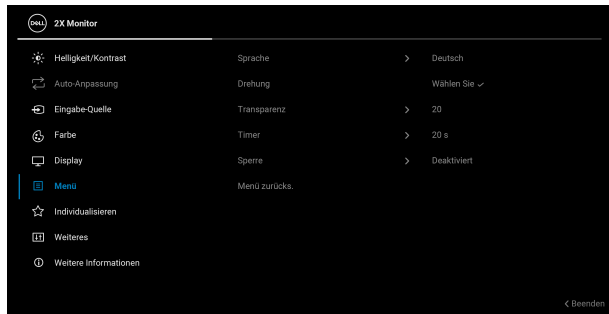 DELL 2X Monitor
Helligkeit/Kontrast Sprache > Deutsch
Auto-Anpassung Drehung Wählen Sie ✓
Eingabe-Quelle Transparenz > 20
Farbe Timer > 20 s
Display Sperre > Deaktiviert
Menü Menü zurücks.
Individualisieren
Weiteres
Weitere Informationen
< Beenden